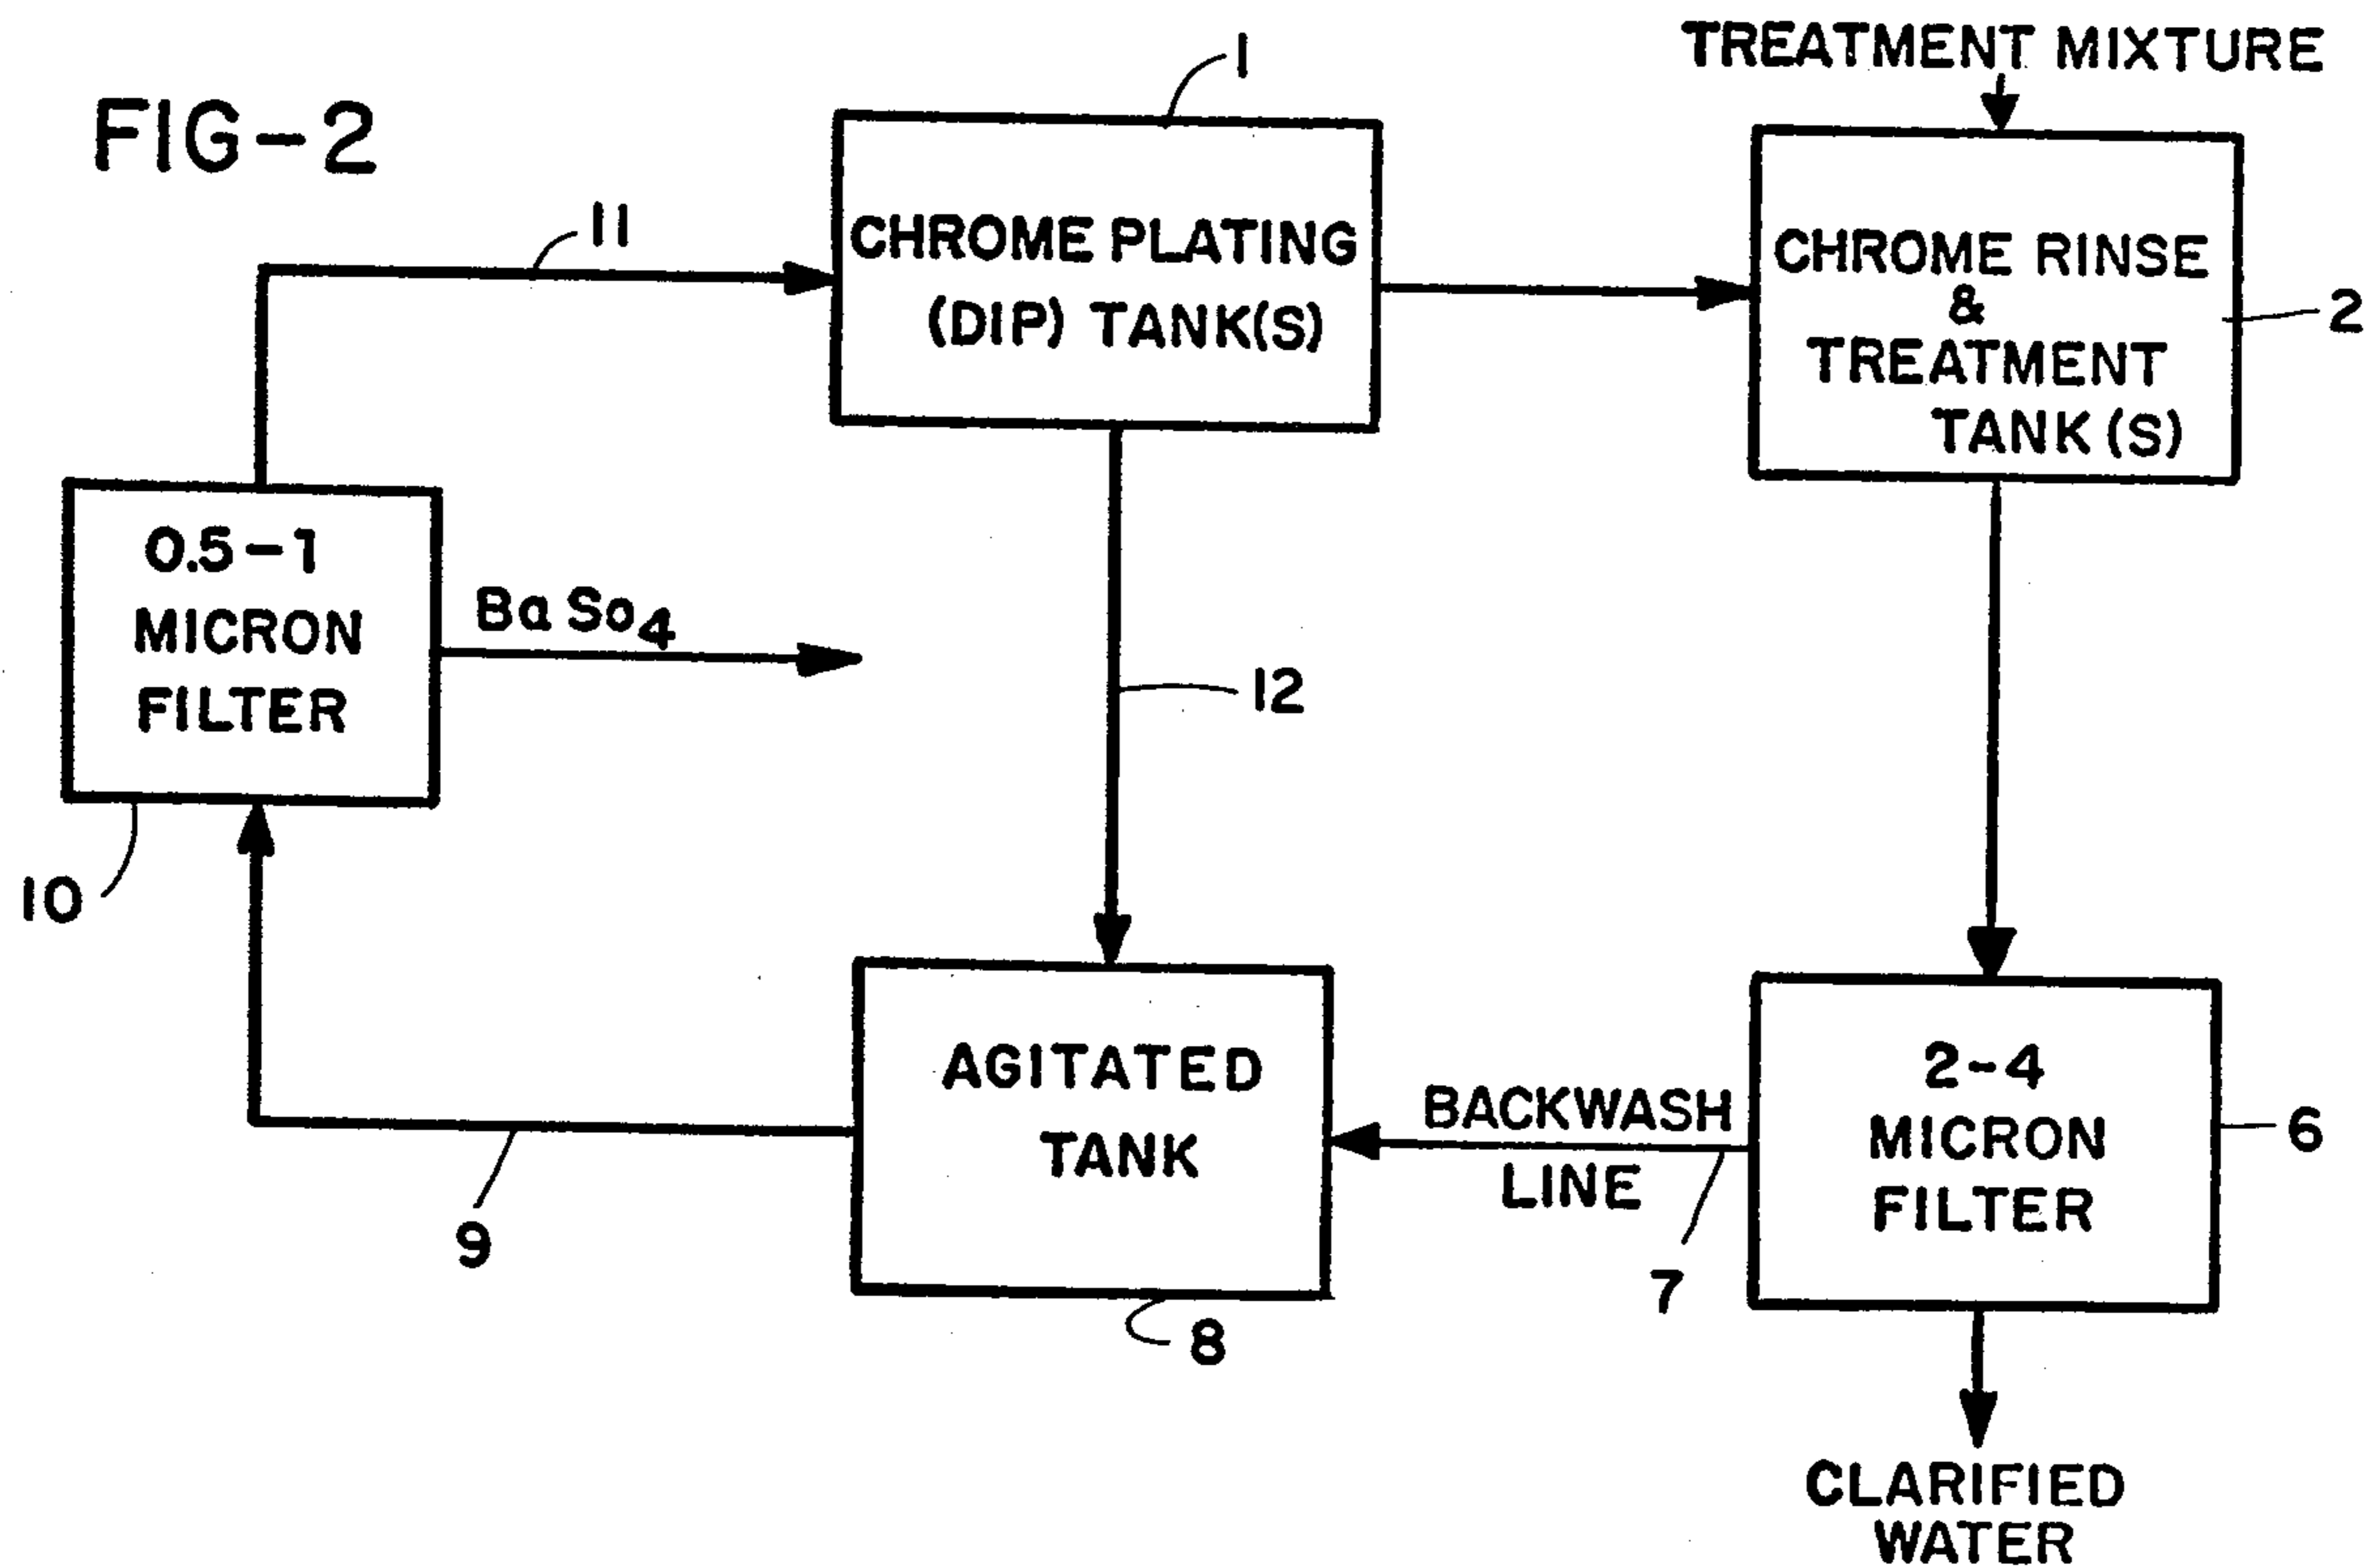 FIG-2
1
TREATMENT MIXTURE
11
CHROME PLATING
(DIP) TANK(S)
CHROME RINSE
&
TREATMENT
TANK (S)
2
0.5-1
MICRON
FILTER
10
Ba So4
12
AGITATED
TANK
8
9
BACKWASH
LINE
7
2-4
MICRON
FILTER
6
CLARIFIED
WATER